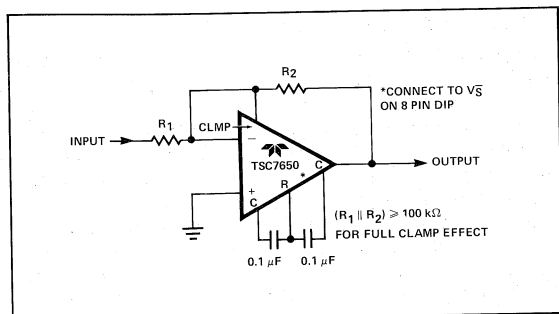 R2
*CONNECT TO V̅S
ON 8 PIN DIP
R1
CLMP
INPUT
−
TSC7650
C
OUTPUT
*
R
+
C
(R1 || R2) ⩾ 100 kΩ
FOR FULL CLAMP EFFECT
0.1 μF
0.1 μF